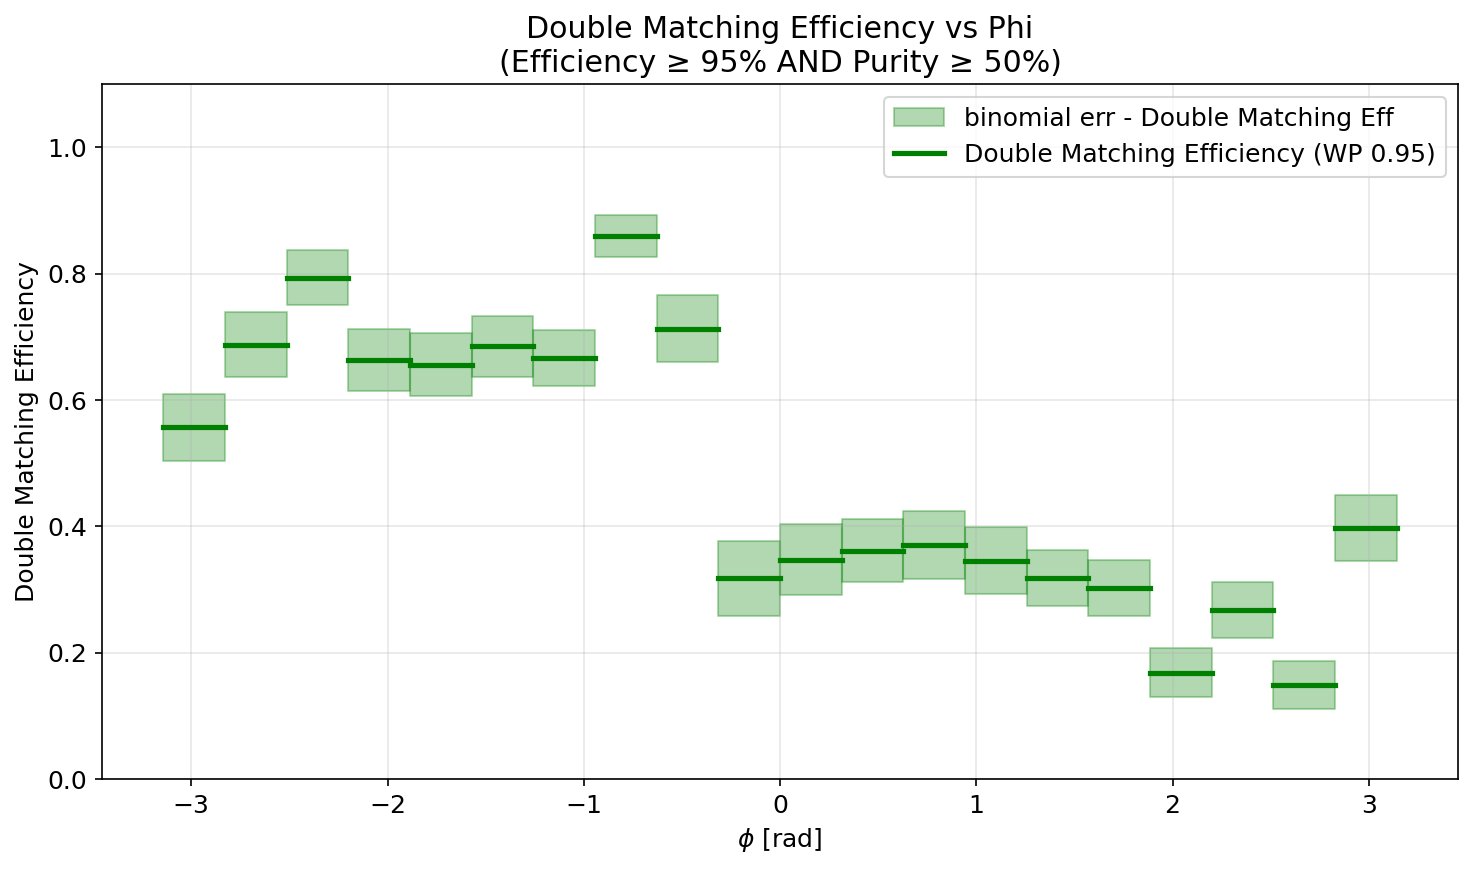 Double Matching Efficiency vs Phi
(Efficiency ≥ 95% AND Purity ≥ 50%)
binomial err - Double Matching Eff
Double Matching Efficiency (WP 0.95)
Double Matching Efficiency
1.0
0.8
0.6
0.4
0.2
0.0
−3
−2
−1
0
1
2
3
ϕ [rad]